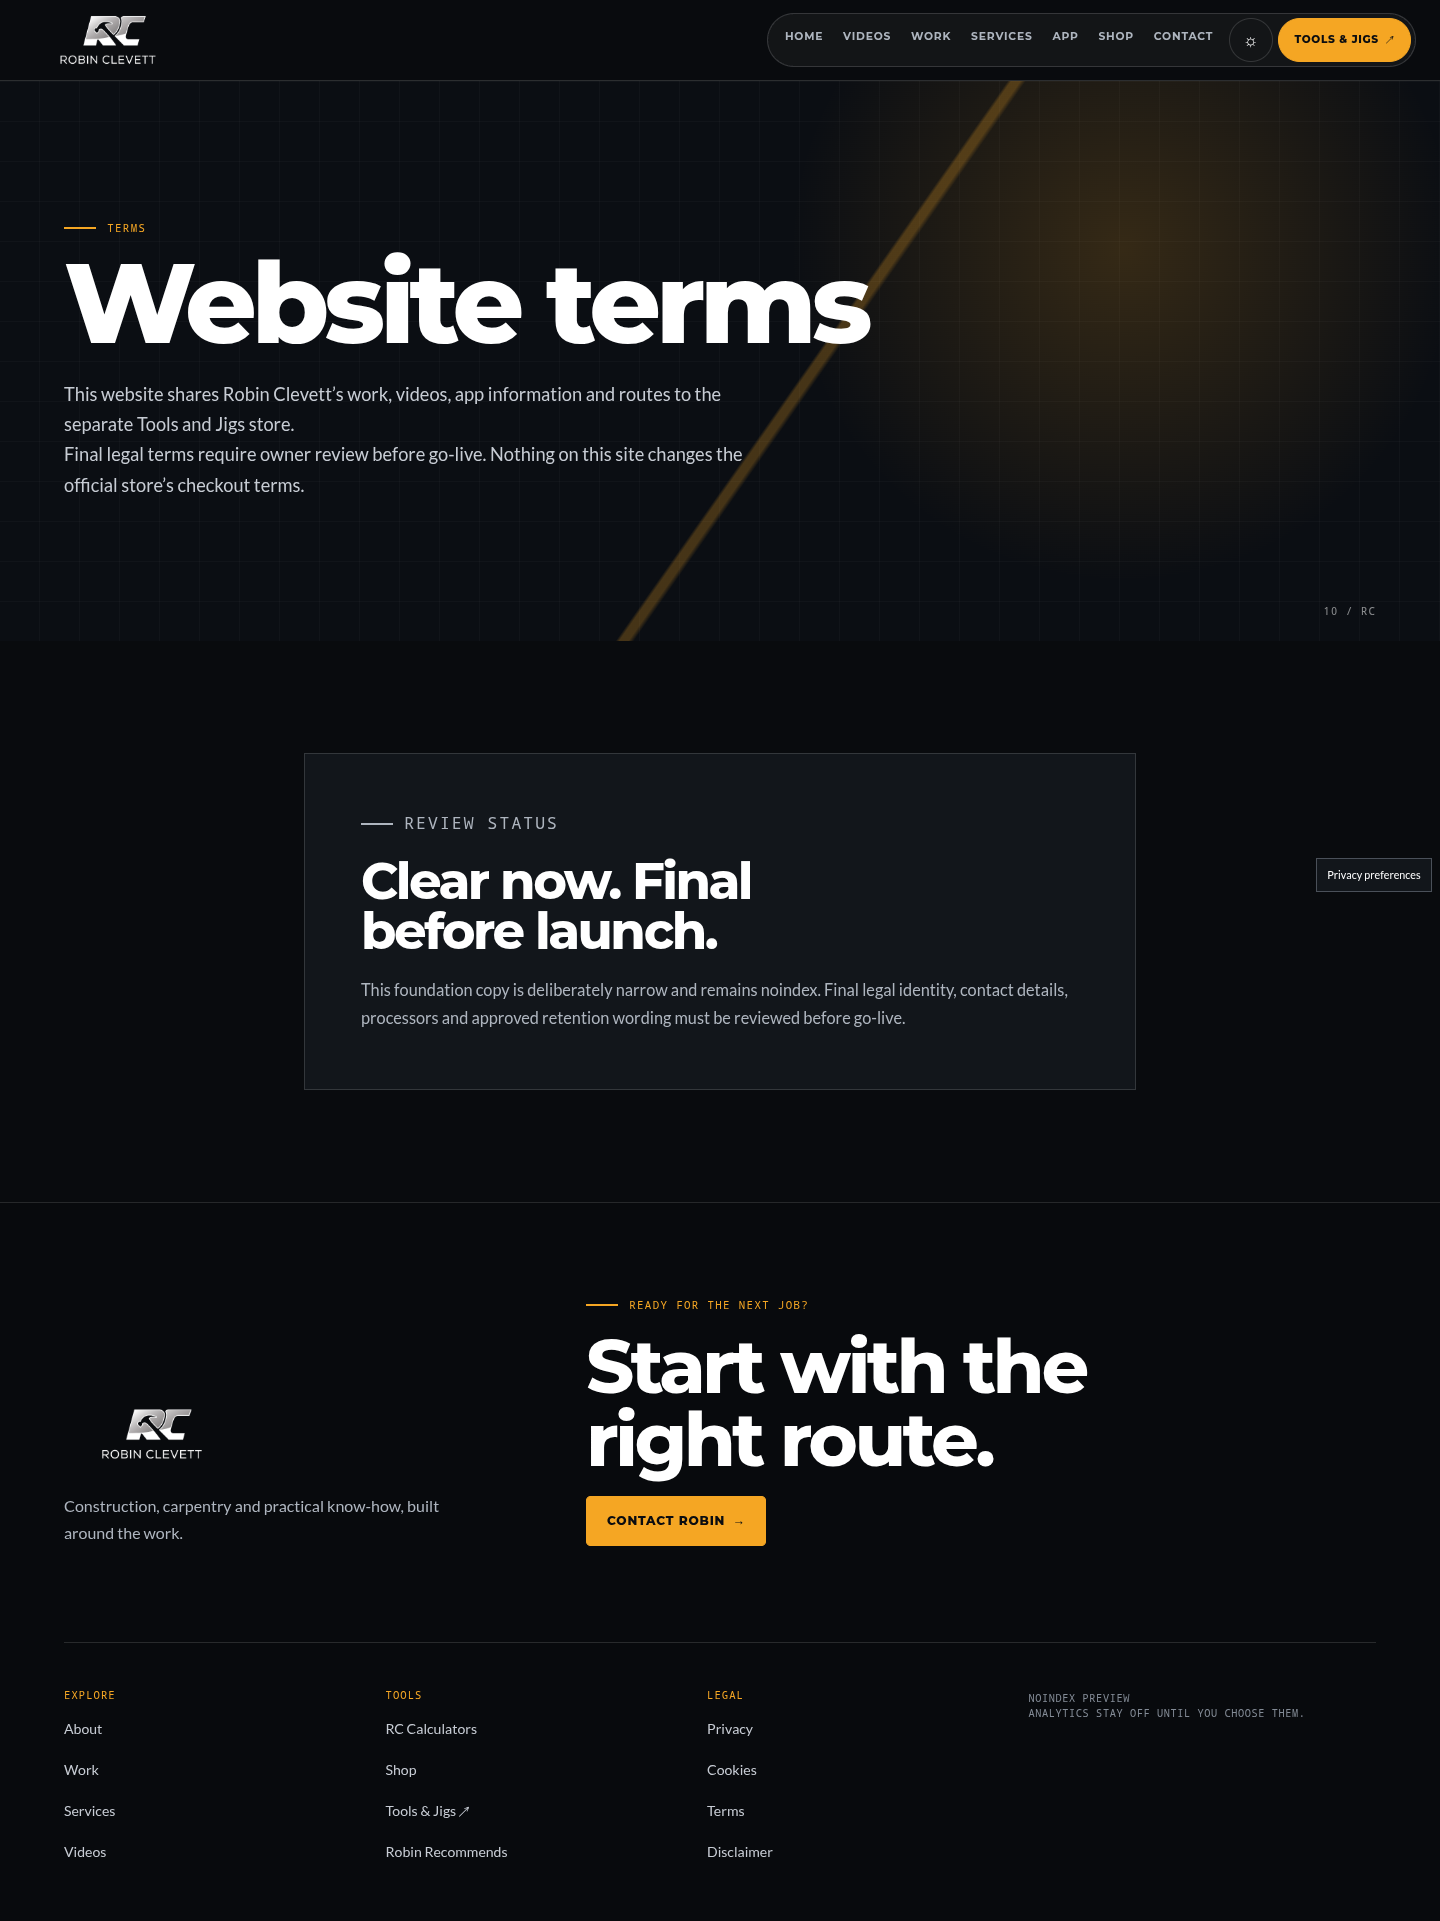 RC
ROBIN CLEVETT
HOME VIDEOS WORK SERVICES APP SHOP CONTACT ☼ TOOLS & JIGS ↗
TERMS
Website terms
This website shares Robin Clevett’s work, videos, app information and routes to the
separate Tools and Jigs store.
Final legal terms require owner review before go-live. Nothing on this site changes the
official store’s checkout terms.
10 / RC
REVIEW STATUS
Clear now. Final
before launch.
This foundation copy is deliberately narrow and remains noindex. Final legal identity, contact details,
processors and approved retention wording must be reviewed before go-live.
Privacy preferences
READY FOR THE NEXT JOB?
Start with the
right route.
CONTACT ROBIN →
RC
ROBIN CLEVETT
Construction, carpentry and practical know-how, built
around the work.
EXPLORE
About
Work
Services
Videos
TOOLS
RC Calculators
Shop
Tools & Jigs ↗
Robin Recommends
LEGAL
Privacy
Cookies
Terms
Disclaimer
NOINDEX PREVIEW
ANALYTICS STAY OFF UNTIL YOU CHOOSE THEM.